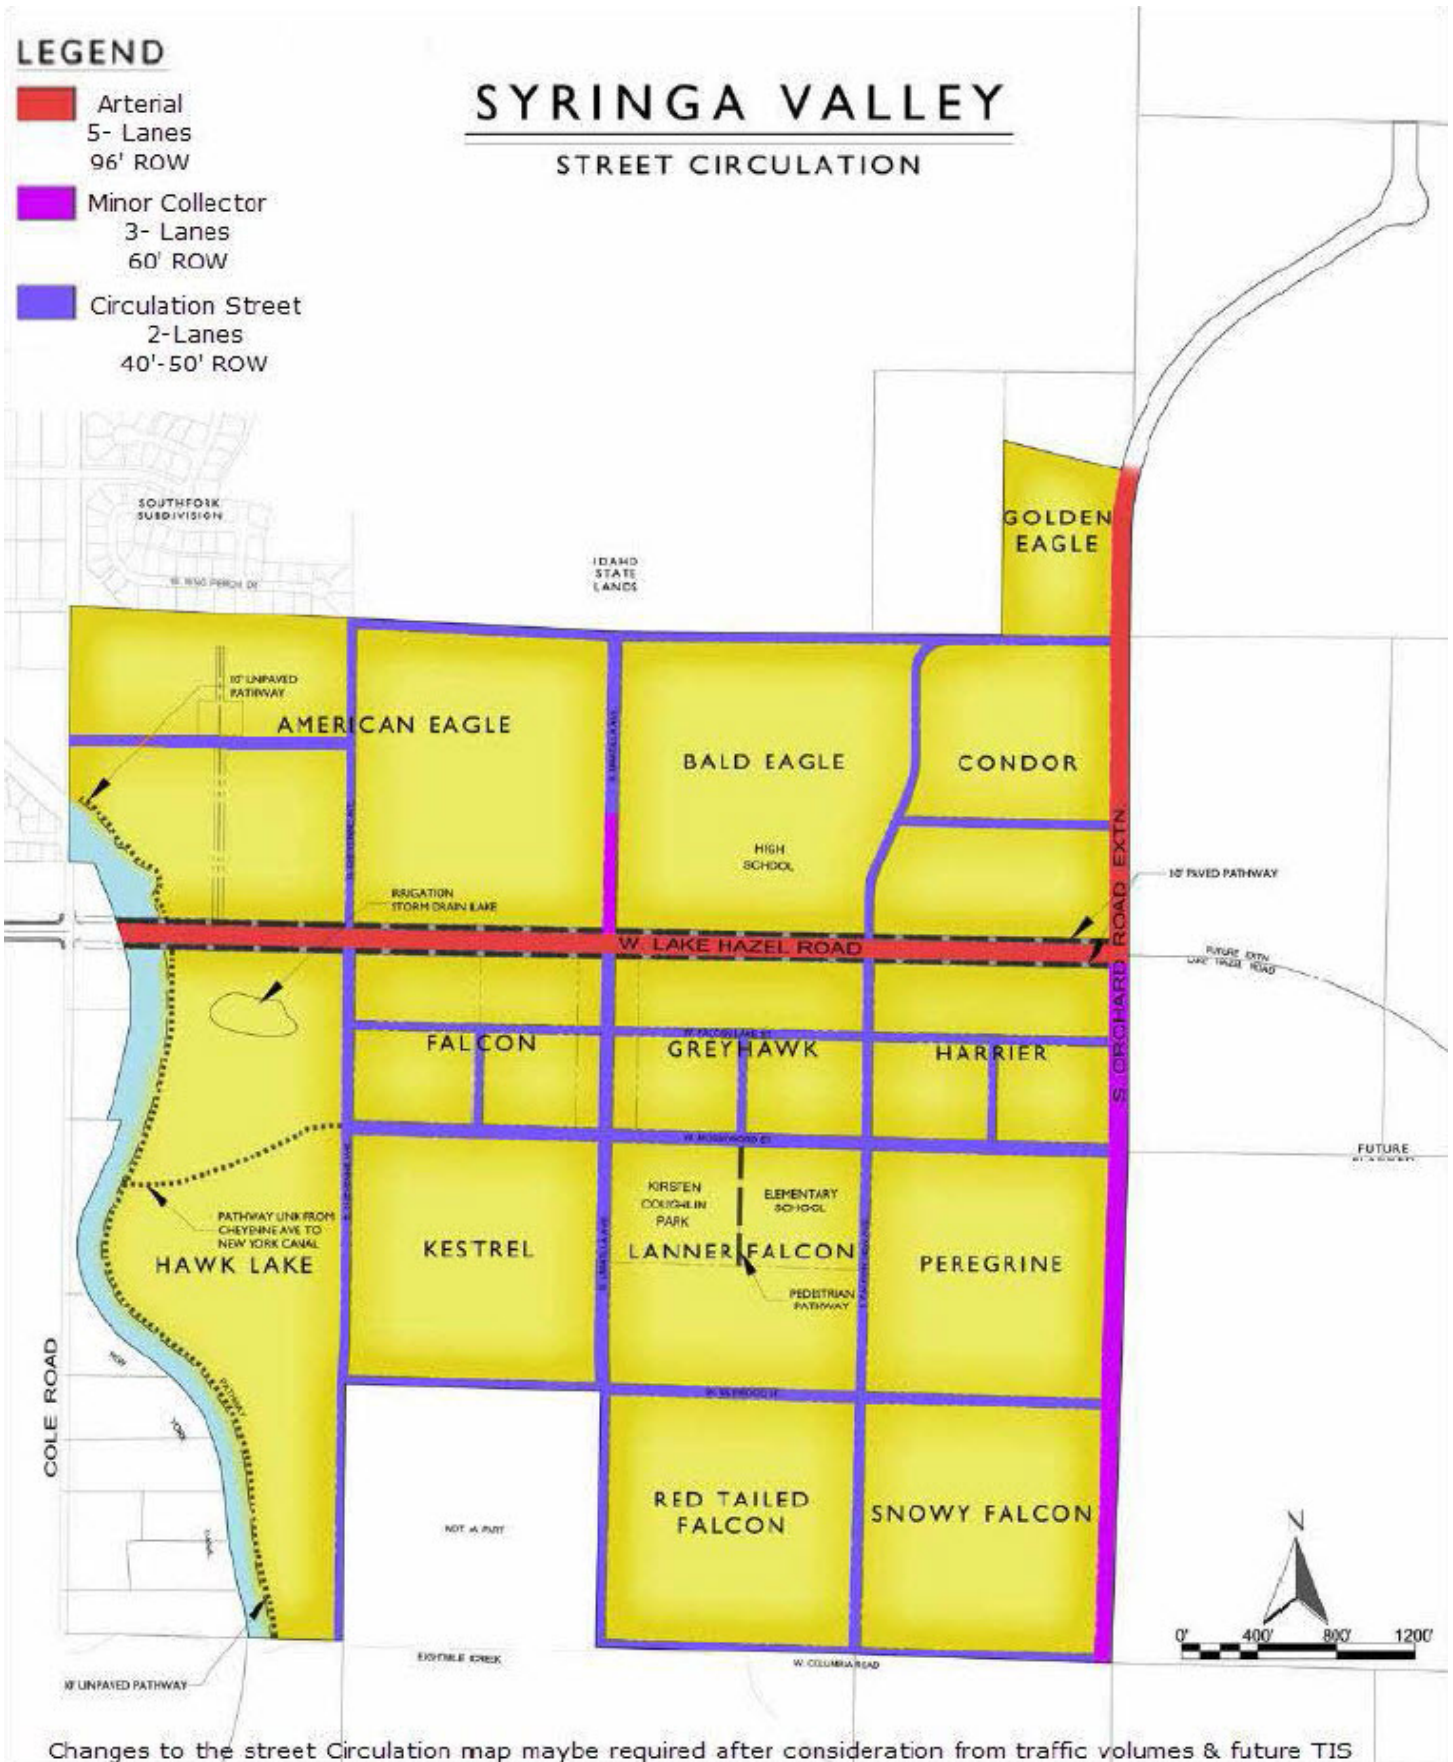 LEGEND
Arterial
5- Lanes
96' ROW
Minor Collector
3- Lanes
60' ROW
Circulation Street
2-Lanes
40'-50' ROW
SYRINGA VALLEY
STREET CIRCULATION
SOUTHFORK
SUBDIVISION
IDAHO
STATE
LANDS
GOLDEN
EAGLE
10' UNPAVED
PATHWAY
AMERICAN EAGLE
BALD EAGLE
CONDOR
HIGH
SCHOOL
10' PAVED PATHWAY
IRRIGATION
STORM DRAIN LAKE
W. LAKE HAZEL ROAD
S. ORCHARD ROAD EXTN.
FUTURE EXTN
LAKE HAZEL ROAD
FALCON
GREYHAWK
HARRIER
FUTURE
KIRSTEN
COUGHLIN
PARK
ELEMENTARY
SCHOOL
PATHWAY LINK FROM
CHEYENNE AVE TO
NEW YORK CANAL
HAWK LAKE
KESTREL
LANNER FALCON
PEREGRINE
PEDESTRIAN
PATHWAY
COLE ROAD
NEW
YORK
CANAL
PATHWAY
RED TAILED
FALCON
SNOWY FALCON
NOT A PART
EIGHTMILE CREEK
W. COLUMBIA ROAD
10' UNPAVED PATHWAY
N
0' 400' 800' 1200'
Changes to the street Circulation map maybe required after consideration from traffic volumes & future TIS